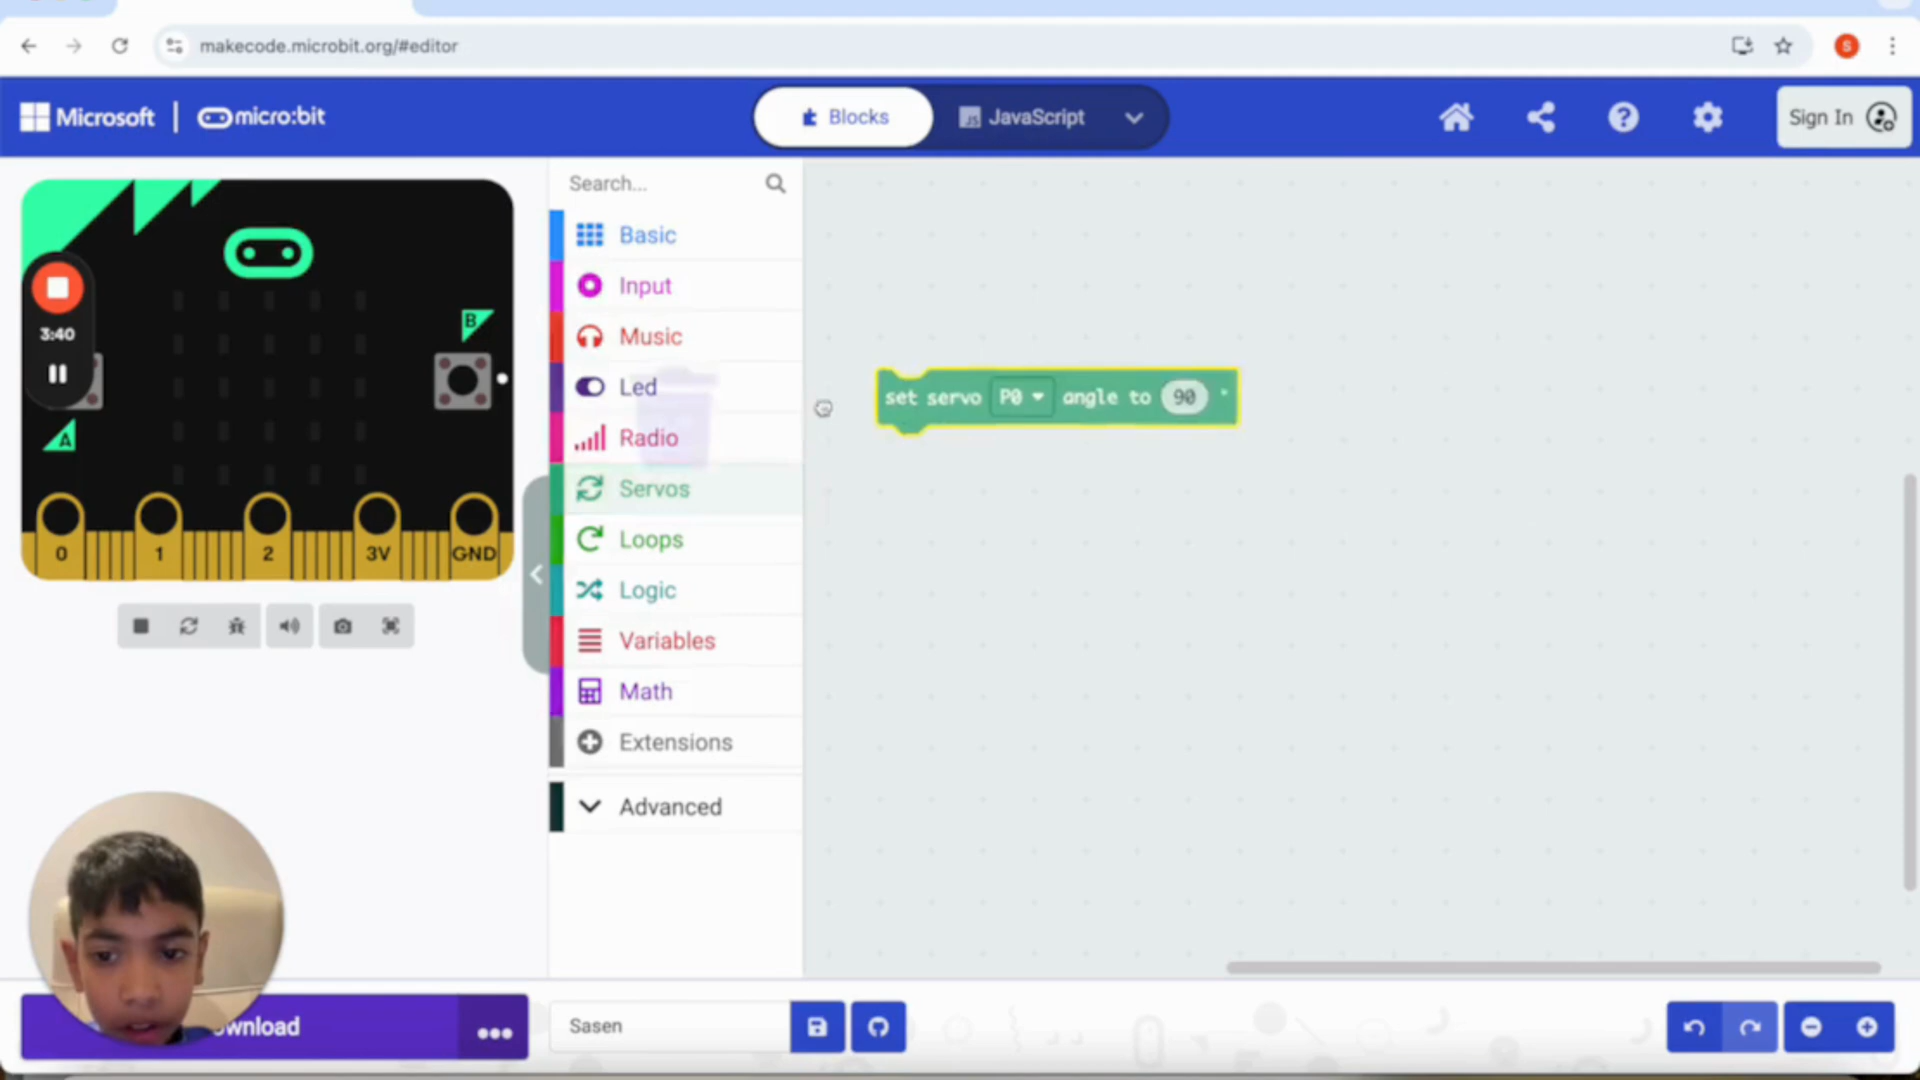 makecode.microbit.org/#editor
S
Microsoft | micro:bit
Blocks
JS JavaScript
Sign In
3:40
B
A
0 1 2 3V GND
Search...
Basic
Input
Music
Led
Radio
Servos
Loops
Logic
Variables
Math
Extensions
Advanced
set servo P0 angle to 90 °
ownload
Sasen